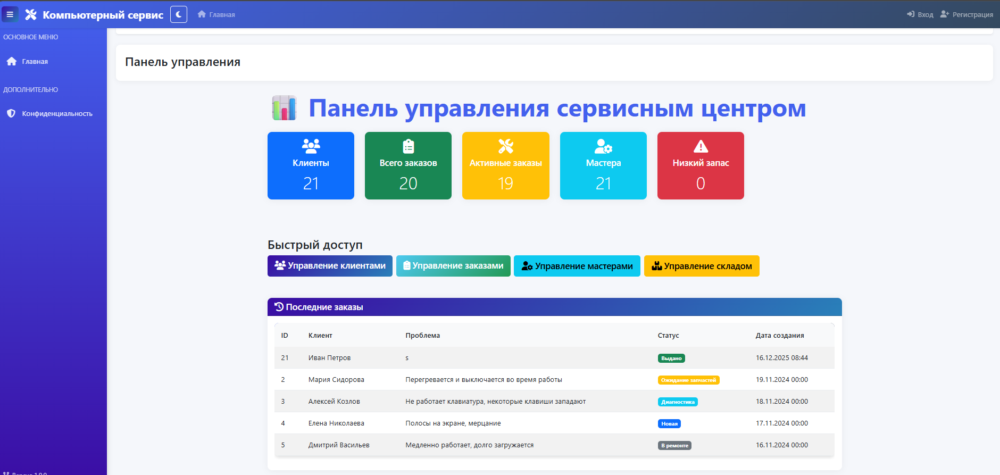 Компьютерный сервис Главная Вход Регистрация
ОСНОВНОЕ МЕНЮ
Главная
ДОПОЛНИТЕЛЬНО
Конфиденциальность
Версия 1.0.0
Панель управления
Панель управления сервисным центром
Клиенты
21
Всего заказов
20
Активные заказы
19
Мастера
21
Низкий запас
0
Быстрый доступ
Управление клиентами Управление заказами Управление мастерами Управление складом
Последние заказы
ID Клиент Проблема Статус Дата создания
21 Иван Петров s Выдано 16.12.2025 08:44
2 Мария Сидорова Перегревается и выключается во время работы Ожидание запчастей 19.11.2024 00:00
3 Алексей Козлов Не работает клавиатура, некоторые клавиши западают Диагностика 18.11.2024 00:00
4 Елена Николаева Полосы на экране, мерцание Новая 17.11.2024 00:00
5 Дмитрий Васильев Медленно работает, долго загружается В ремонте 16.11.2024 00:00